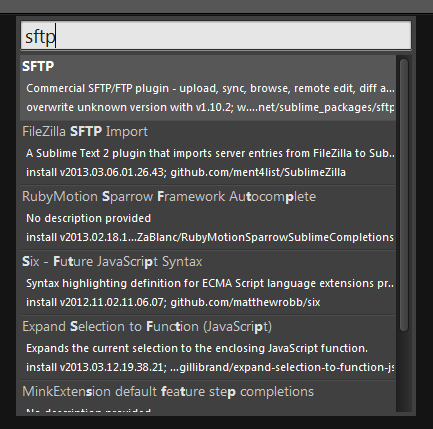 sftp
SFTP
Commercial SFTP/FTP plugin - upload, sync, browse, remote edit, diff a...
overwrite unknown version with v1.10.2; w....net/sublime_packages/sftp
FileZilla SFTP Import
A Sublime Text 2 plugin that imports server entries from FileZilla to Sub...
install v2013.03.06.01.26.43; github.com/ment4list/SublimeZilla
RubyMotion Sparrow Framework Autocomplete
No description provided
install v2013.02.18.1...ZaBlanc/RubyMotionSparrowSublimeCompletions
Six - Future JavaScript Syntax
Syntax highlighting definition for ECMA Script language extensions pr...
install v2012.11.02.11.06.07; github.com/matthewrobb/six
Expand Selection to Function (JavaScript)
Expands the current selection to the enclosing JavaScript function.
install v2013.03.12.19.38.21; ...gillibrand/expand-selection-to-function-js
MinkExtension default feature step completions
No description provided